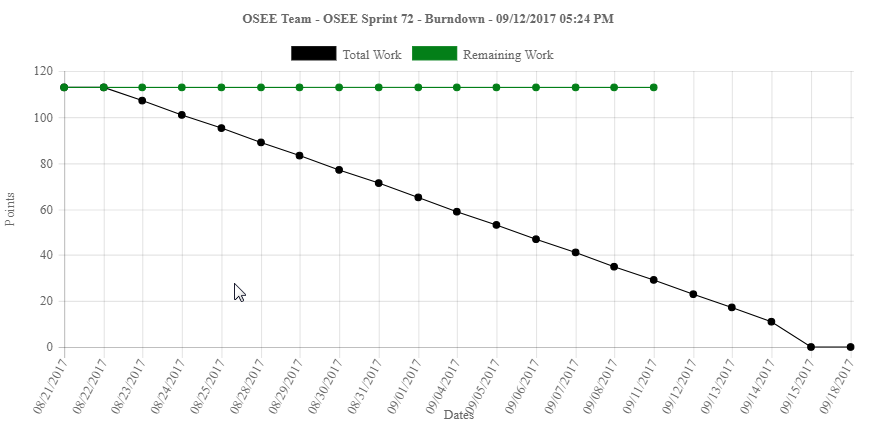 OSEE Team - OSEE Sprint 72 - Burndown - 09/12/2017 05:24 PM
Total Work Remaining Work
120
100
80
60
40
20
0
Points
08/21/2017 08/22/2017 08/23/2017 08/24/2017 08/25/2017 08/28/2017 08/29/2017 08/30/2017 08/31/2017 09/01/2017 09/04/2017 09/05/2017 09/06/2017 09/07/2017 09/08/2017 09/11/2017 09/12/2017 09/13/2017 09/14/2017 09/15/2017 09/18/2017
Dates